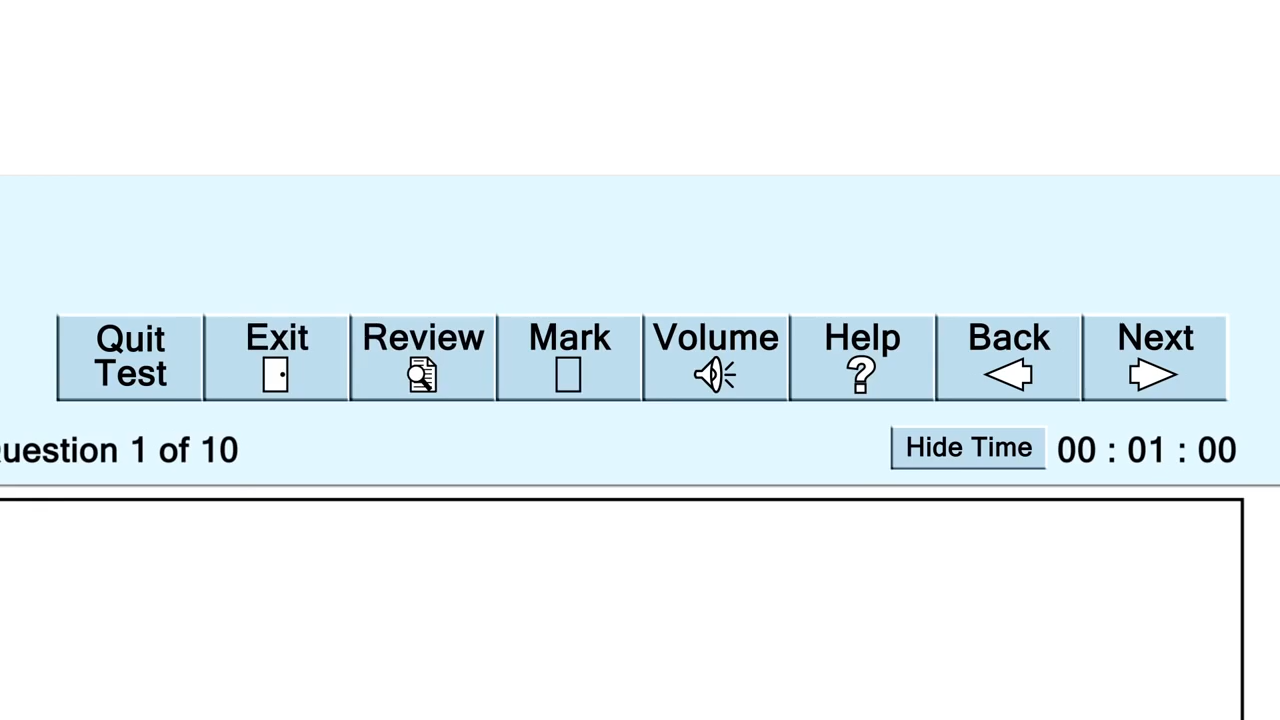 Quit Test
Exit
Review
Mark
Volume
Help
Back
Next
uestion 1 of 10
Hide Time
00 : 01 : 00